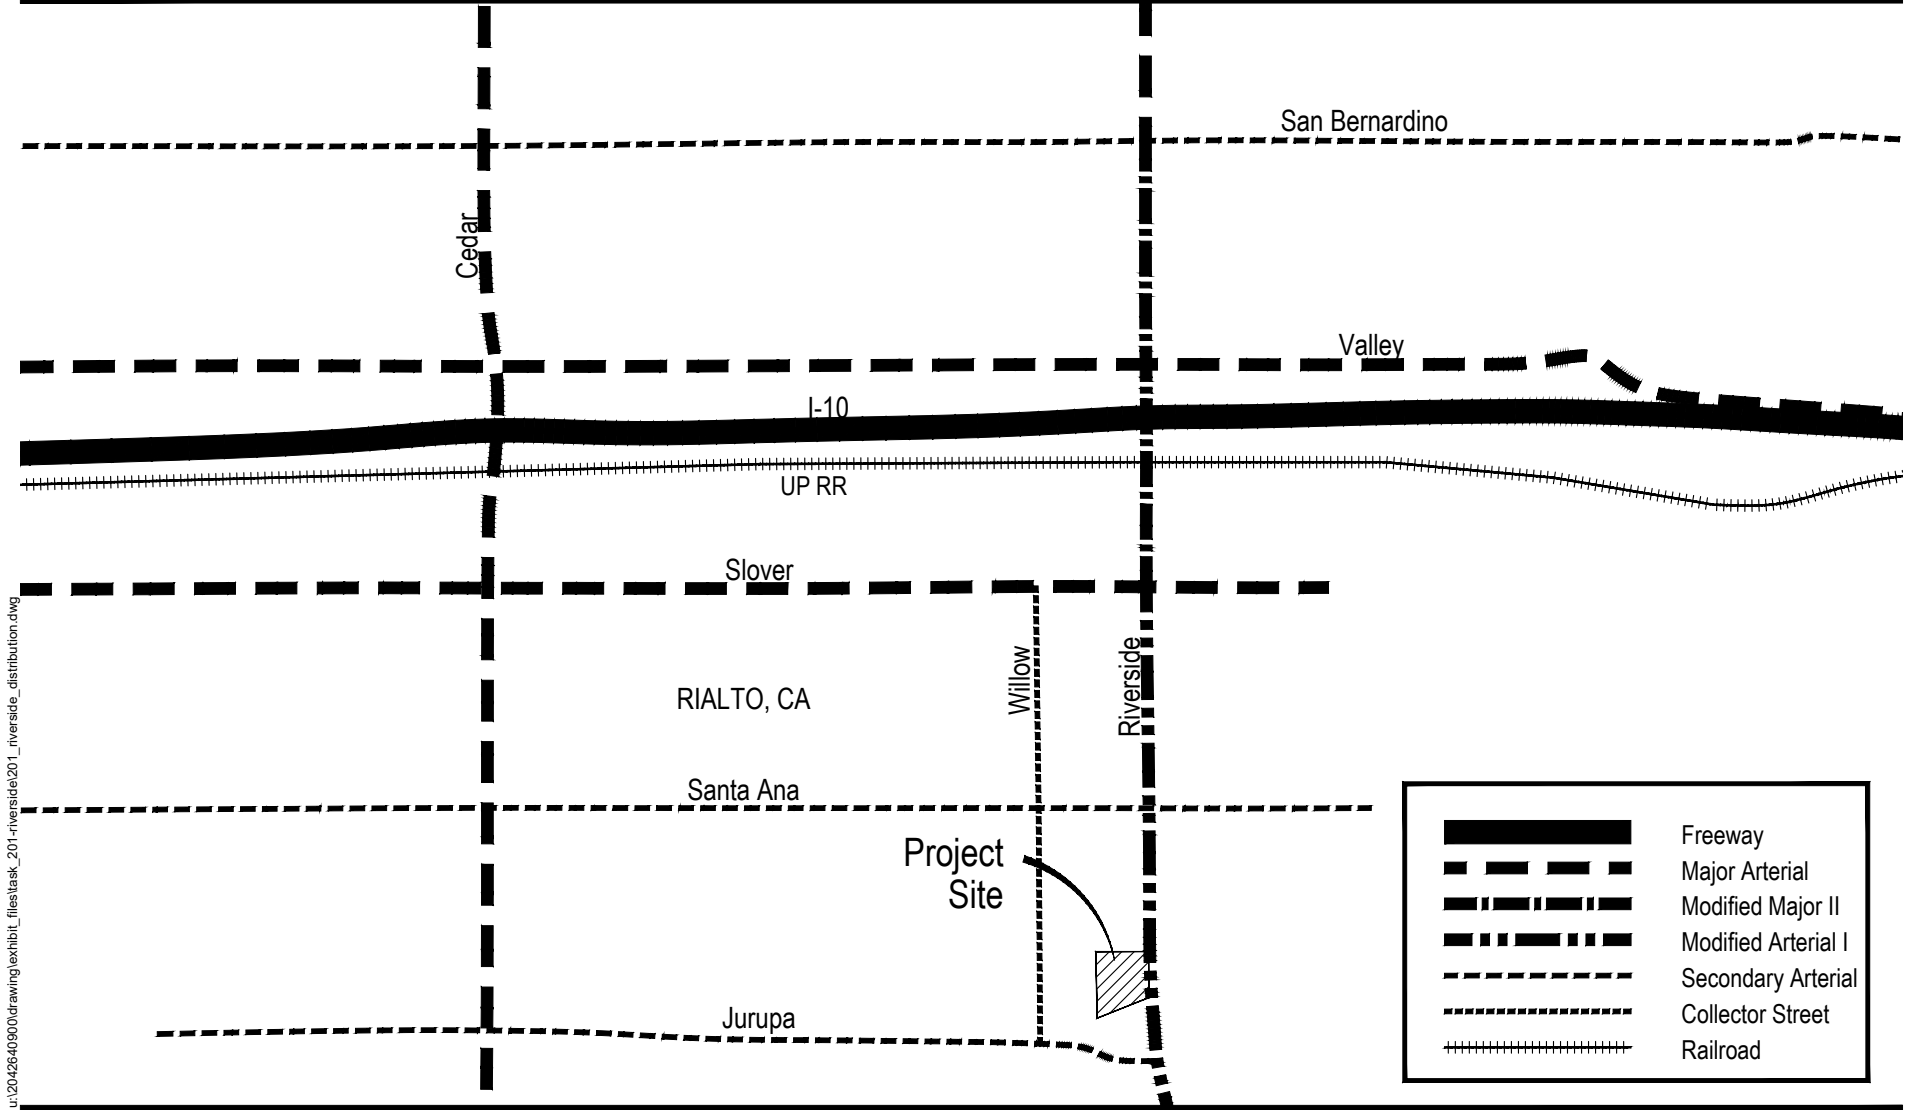 San Bernardino
Cedar
Valley
I-10
UP RR
Slover
Willow
Riverside
RIALTO, CA
Santa Ana
Project
Site
Jurupa
Freeway
Major Arterial
Modified Major II
Modified Arterial I
Secondary Arterial
Collector Street
Railroad
u:\2042640900\drawing\exhibit_files\task_201-riverside\201_riverside_distribution.dwg